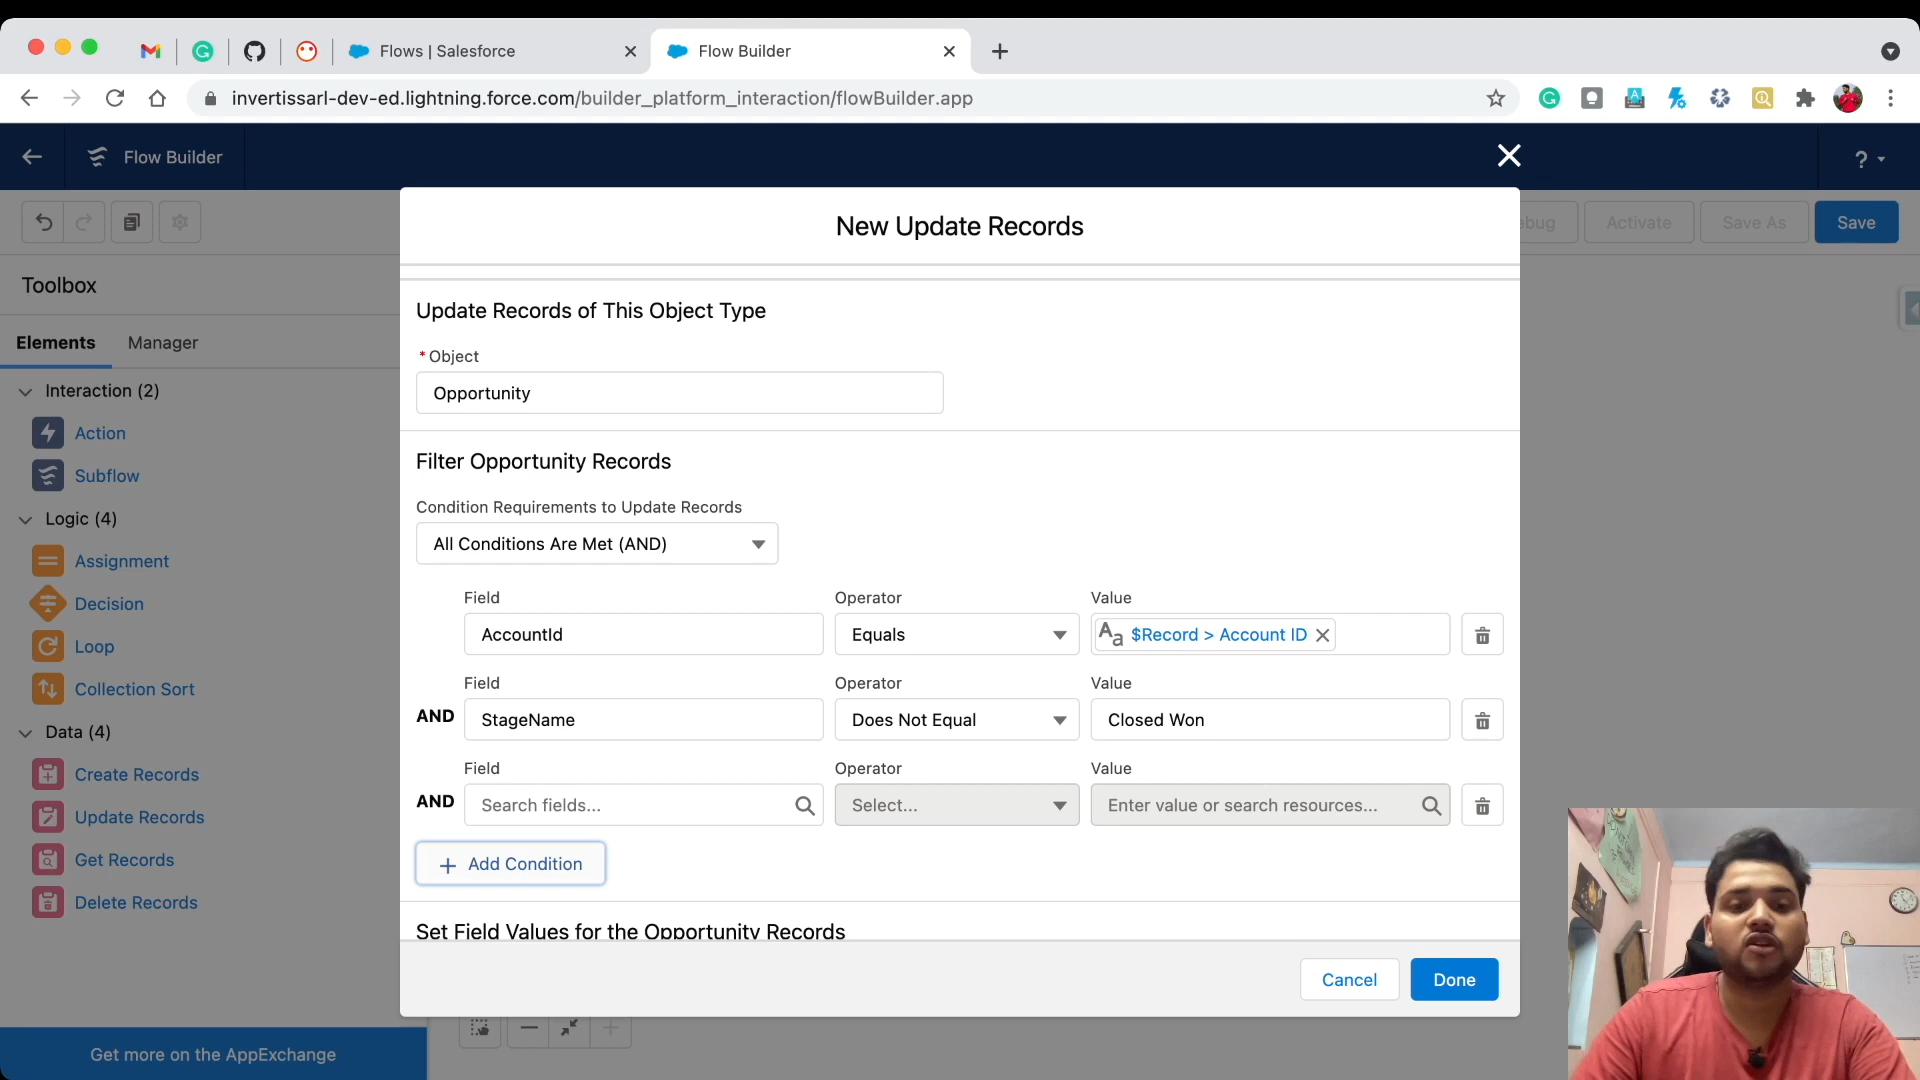 Flows | Salesforce
Flow Builder
invertissarl-dev-ed.lightning.force.com/builder_platform_interaction/flowBuilder.app
Flow Builder
?
bug
Activate
Save As
Save
New Update Records
Toolbox
Elements
Manager
Interaction (2)
Action
Subflow
Logic (4)
Assignment
Decision
Loop
Collection Sort
Data (4)
Create Records
Update Records
Get Records
Delete Records
Get more on the AppExchange
Update Records of This Object Type
* Object
Opportunity
Filter Opportunity Records
Condition Requirements to Update Records
All Conditions Are Met (AND)
Field Operator Value
AccountId Equals Aa $Record > Account ID
Field Operator Value
AND StageName Does Not Equal Closed Won
Field Operator Value
AND Search fields... Select... Enter value or search resources...
+ Add Condition
Set Field Values for the Opportunity Records
Cancel
Done